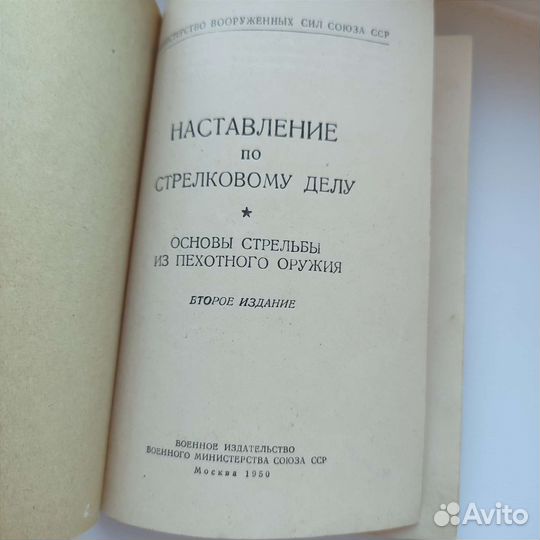 МИНИСТЕРСТВО ВООРУЖЕННЫХ СИЛ СОЮЗА ССР
НАСТАВЛЕНИЕ
ПО
СТРЕЛКОВОМУ ДЕЛУ
★
ОСНОВЫ СТРЕЛЬБЫ
ИЗ ПЕХОТНОГО ОРУЖИЯ
ВТОРОЕ ИЗДАНИЕ
ВОЕННОЕ ИЗДАТЕЛЬСТВО
ВОЕННОГО МИНИСТЕРСТВА СОЮЗА ССР
Москва 1950
Avito